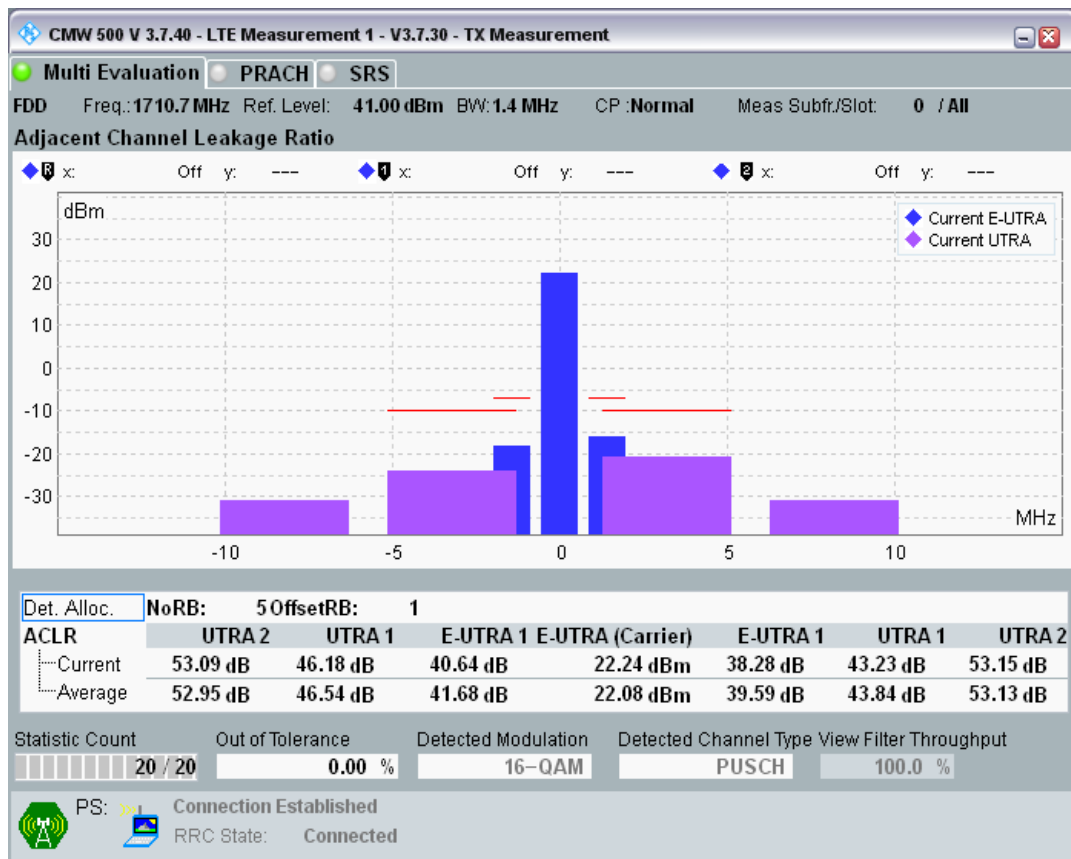 CMW 500 V 3.7.40 - LTE Measurement 1 - V3.7.30 - TX Measurement
Multi Evaluation PRACH SRS
FDD Freq.: 1710.7 MHz Ref. Level: 41.00 dBm BW: 1.4 MHz CP : Normal Meas Subfr./Slot: 0 / All
Adjacent Channel Leakage Ratio
R x: Off y: --- 1 x: Off y: --- 2 x: Off y: ---
dBm
Current E-UTRA
Current UTRA
30
20
10
0
-10
-20
-30
MHz
-10 -5 0 5 10
Det. Alloc. NoRB: 5 OffsetRB: 1
ACLR UTRA 2 UTRA 1 E-UTRA 1 E-UTRA (Carrier) E-UTRA 1 UTRA 1 UTRA 2
Current 53.09 dB 46.18 dB 40.64 dB 22.24 dBm 38.28 dB 43.23 dB 53.15 dB
Average 52.95 dB 46.54 dB 41.68 dB 22.08 dBm 39.59 dB 43.84 dB 53.13 dB
Statistic Count Out of Tolerance Detected Modulation Detected Channel Type View Filter Throughput
20 / 20 0.00 % 16-QAM PUSCH 100.0 %
PS: Connection Established
RRC State: Connected